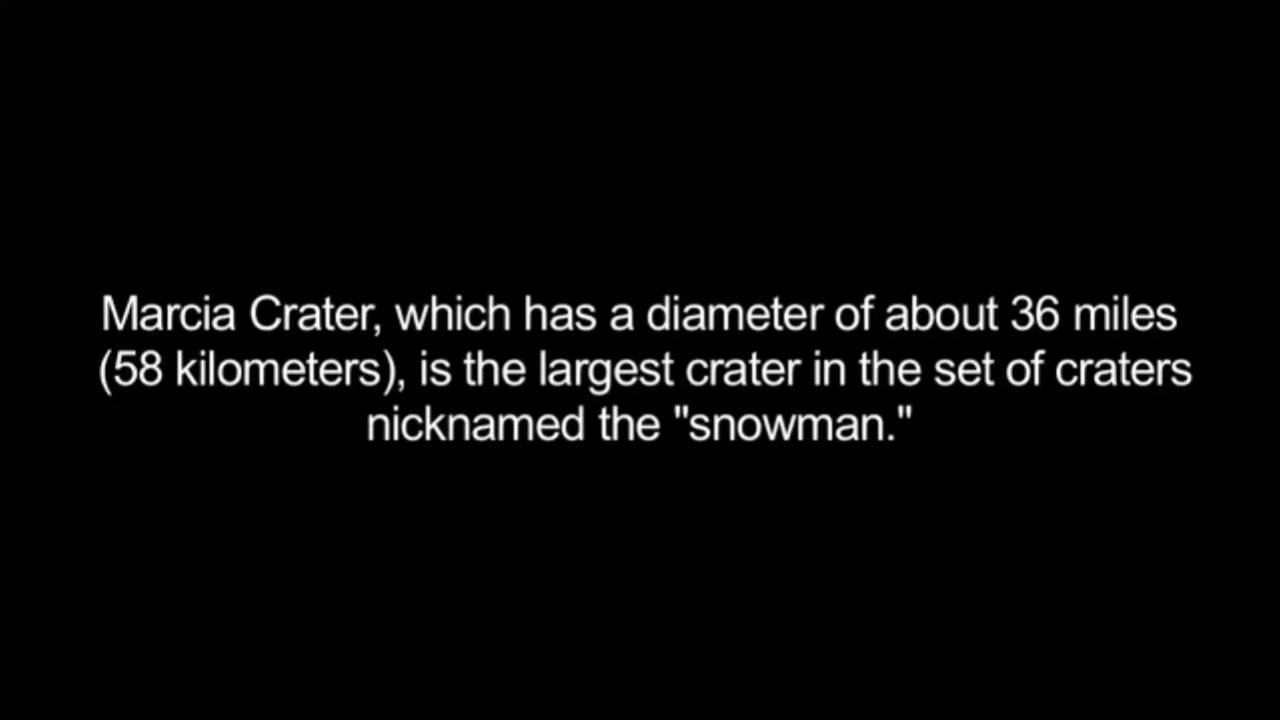 Marcia Crater, which has a diameter of about 36 miles
(58 kilometers), is the largest crater in the set of craters
nicknamed the "snowman."